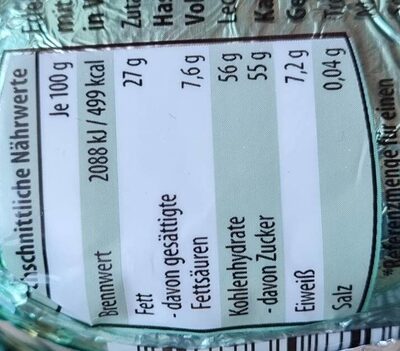 Nährwerte
Je 100 g
Brennwert 2088 kJ / 499 kcal
Fett 27 g
- davon gesättigte
Fettsäuren 7,6 g
Kohlenhydrate 56 g
- davon Zucker 55 g
Eiweiß 7,2 g
Salz 0,04 g
*Referenzmenge für einen